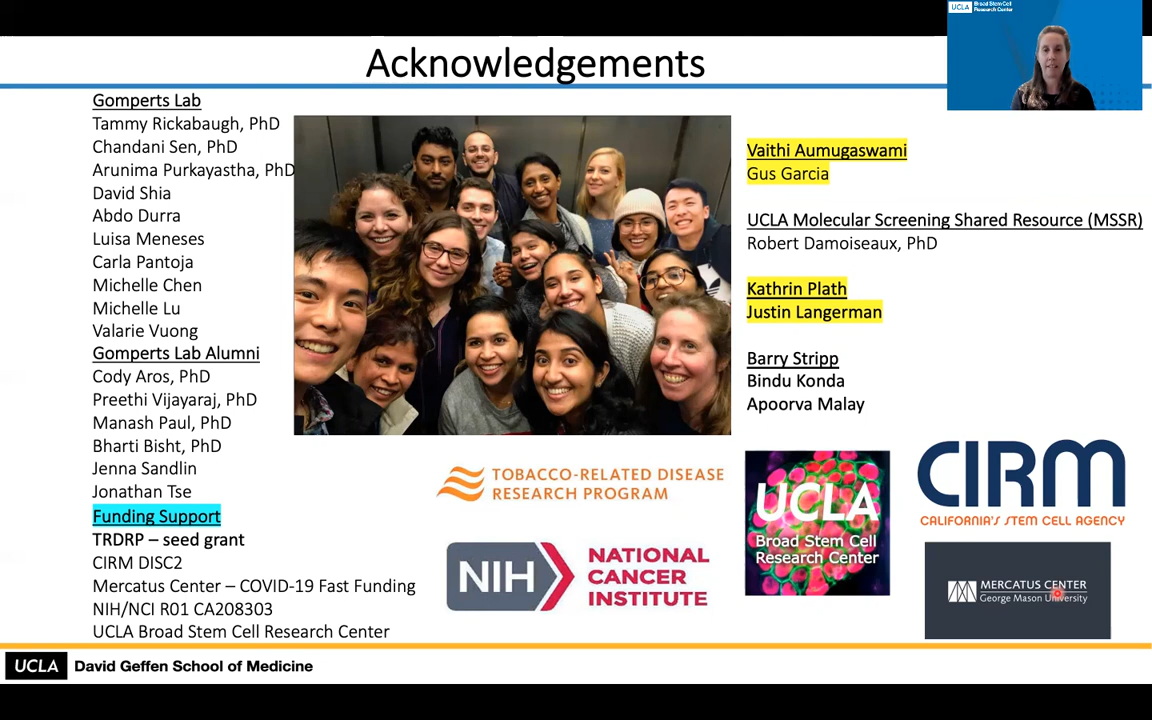 UCLA Broad Stem Cell
Research Center
Acknowledgements
Gomperts Lab
Tammy Rickabaugh, PhD
Chandani Sen, PhD
Arunima Purkayastha, PhD
David Shia
Abdo Durra
Luisa Meneses
Carla Pantoja
Michelle Chen
Michelle Lu
Valarie Vuong
Gomperts Lab Alumni
Cody Aros, PhD
Preethi Vijayaraj, PhD
Manash Paul, PhD
Bharti Bisht, PhD
Jenna Sandlin
Jonathan Tse
Funding Support
TRDRP – seed grant
CIRM DISC2
Mercatus Center – COVID-19 Fast Funding
NIH/NCI R01 CA208303
UCLA Broad Stem Cell Research Center
Vaithi Aumugaswami
Gus Garcia
UCLA Molecular Screening Shared Resource (MSSR)
Robert Damoiseaux, PhD
Kathrin Plath
Justin Langerman
Barry Stripp
Bindu Konda
Apoorva Malay
TOBACCO-RELATED DISEASE
RESEARCH PROGRAM
NIH
NATIONAL
CANCER
INSTITUTE
UCLA
Broad Stem Cell
Research Center
CIRM
CALIFORNIA'S STEM CELL AGENCY
MERCATUS CENTER
George Mason University
UCLA David Geffen School of Medicine